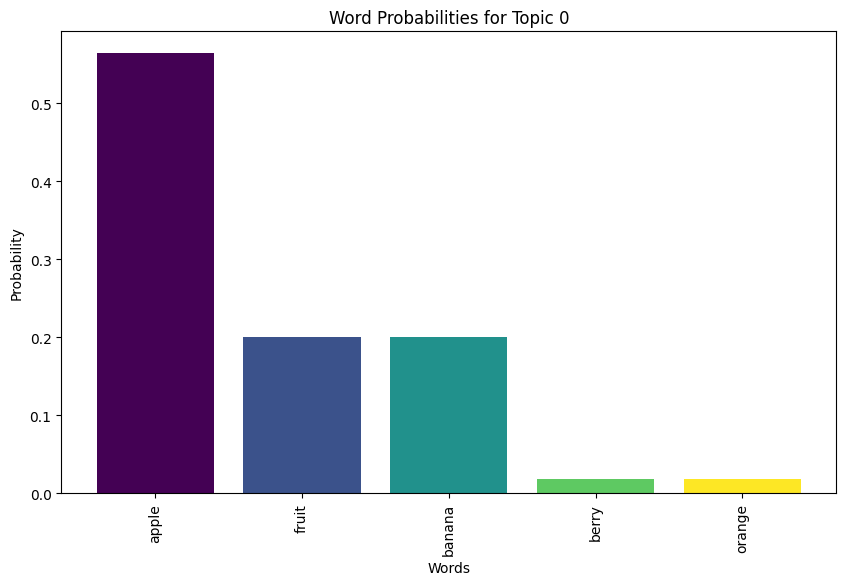 Word Probabilities for Topic 0
Probability
0.5
0.4
0.3
0.2
0.1
0.0
apple
fruit
banana
berry
orange
Words